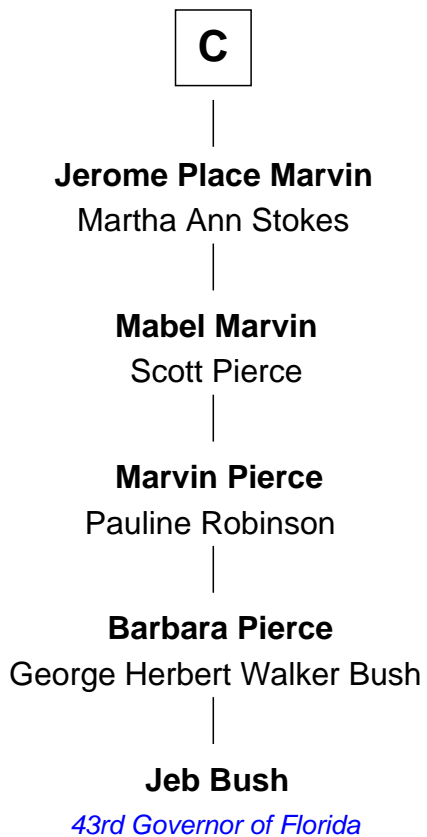 C
Jerome Place Marvin
Martha Ann Stokes
Mabel Marvin
Scott Pierce
Marvin Pierce
Pauline Robinson
Barbara Pierce
George Herbert Walker Bush
Jeb Bush
43rd Governor of Florida